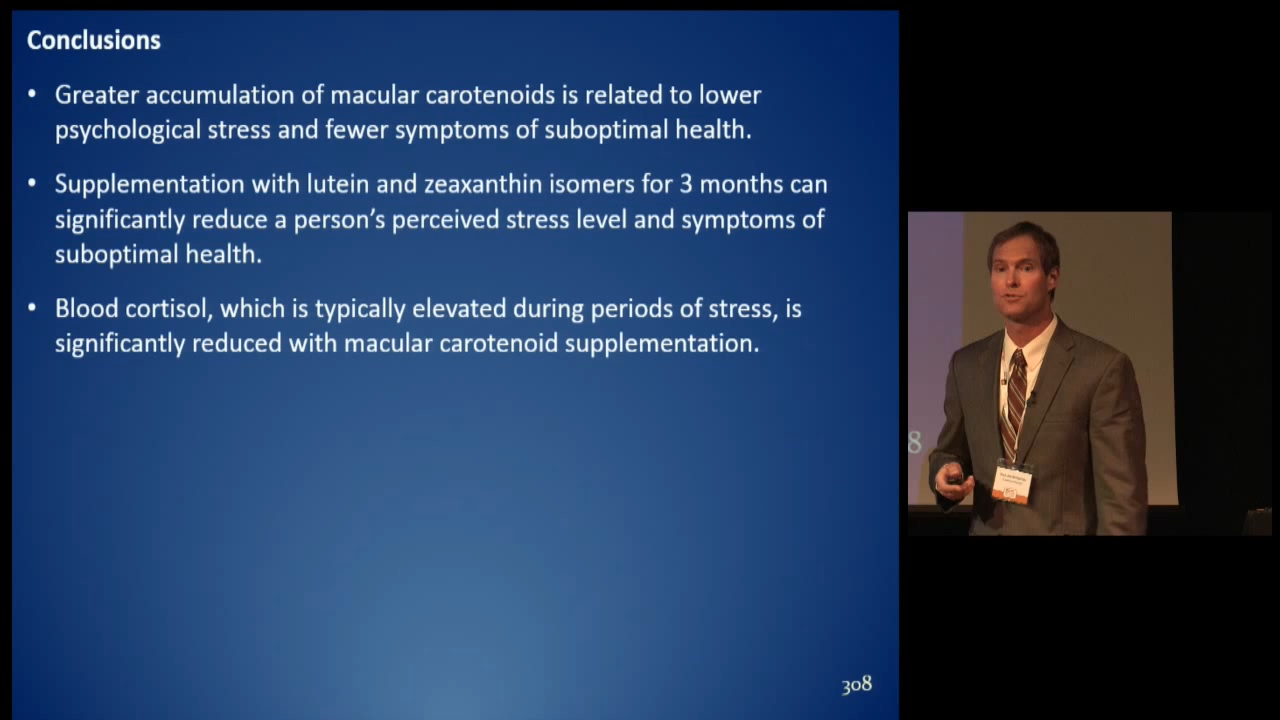 Conclusions
• Greater accumulation of macular carotenoids is related to lower
psychological stress and fewer symptoms of suboptimal health.
• Supplementation with lutein and zeaxanthin isomers for 3 months can
significantly reduce a person’s perceived stress level and symptoms of
suboptimal health.
• Blood cortisol, which is typically elevated during periods of stress, is
significantly reduced with macular carotenoid supplementation.
308
8